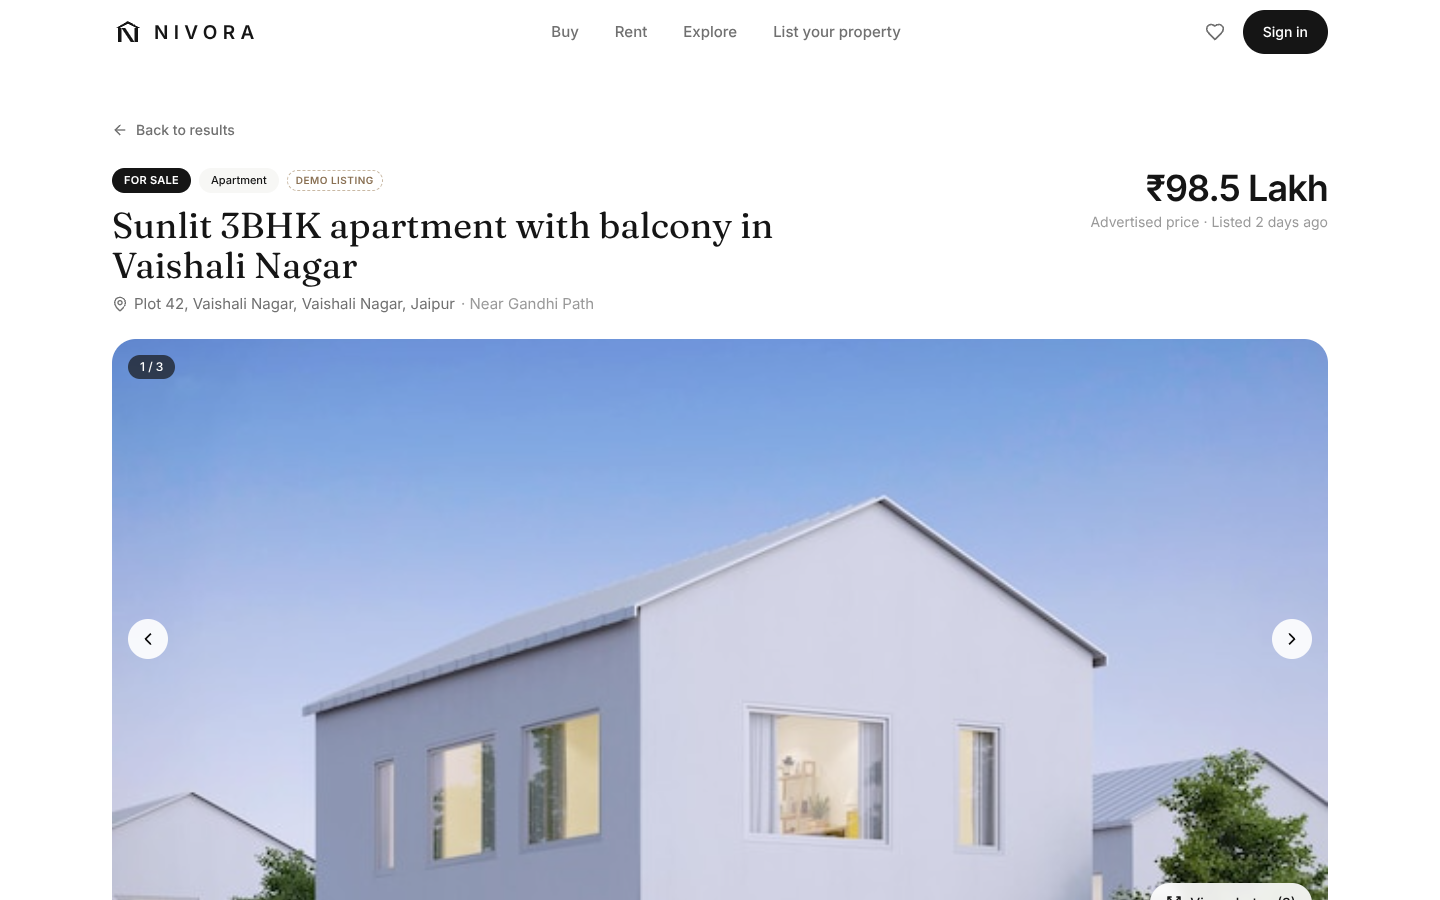 NIVORA
Buy
Rent
Explore
List your property
Sign in
Back to results
FOR SALE
Apartment
DEMO LISTING
Sunlit 3BHK apartment with balcony in
Vaishali Nagar
₹98.5 Lakh
Advertised price · Listed 2 days ago
Plot 42, Vaishali Nagar, Vaishali Nagar, Jaipur · Near Gandhi Path
1 / 3